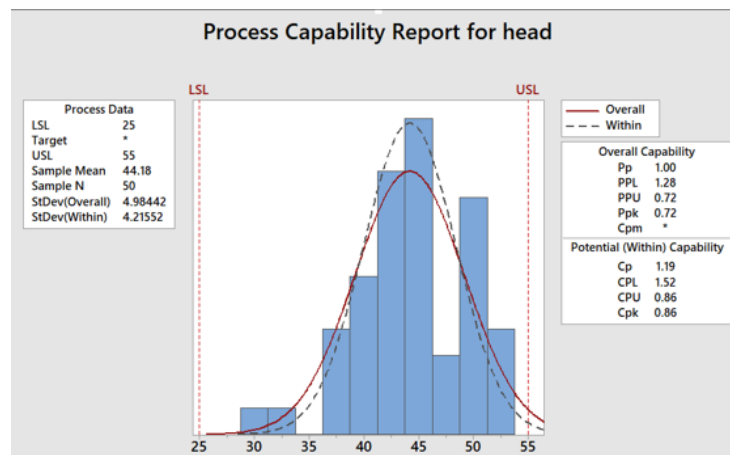 Process Capability Report for head
LSL
USL
Process Data
LSL 25
Target *
USL 55
Sample Mean 44.18
Sample N 50
StDev(Overall) 4.98442
StDev(Within) 4.21552
Overall
Within
Overall Capability
Pp 1.00
PPL 1.28
PPU 0.72
Ppk 0.72
Cpm *
Potential (Within) Capability
Cp 1.19
CPL 1.52
CPU 0.86
Cpk 0.86
25 30 35 40 45 50 55